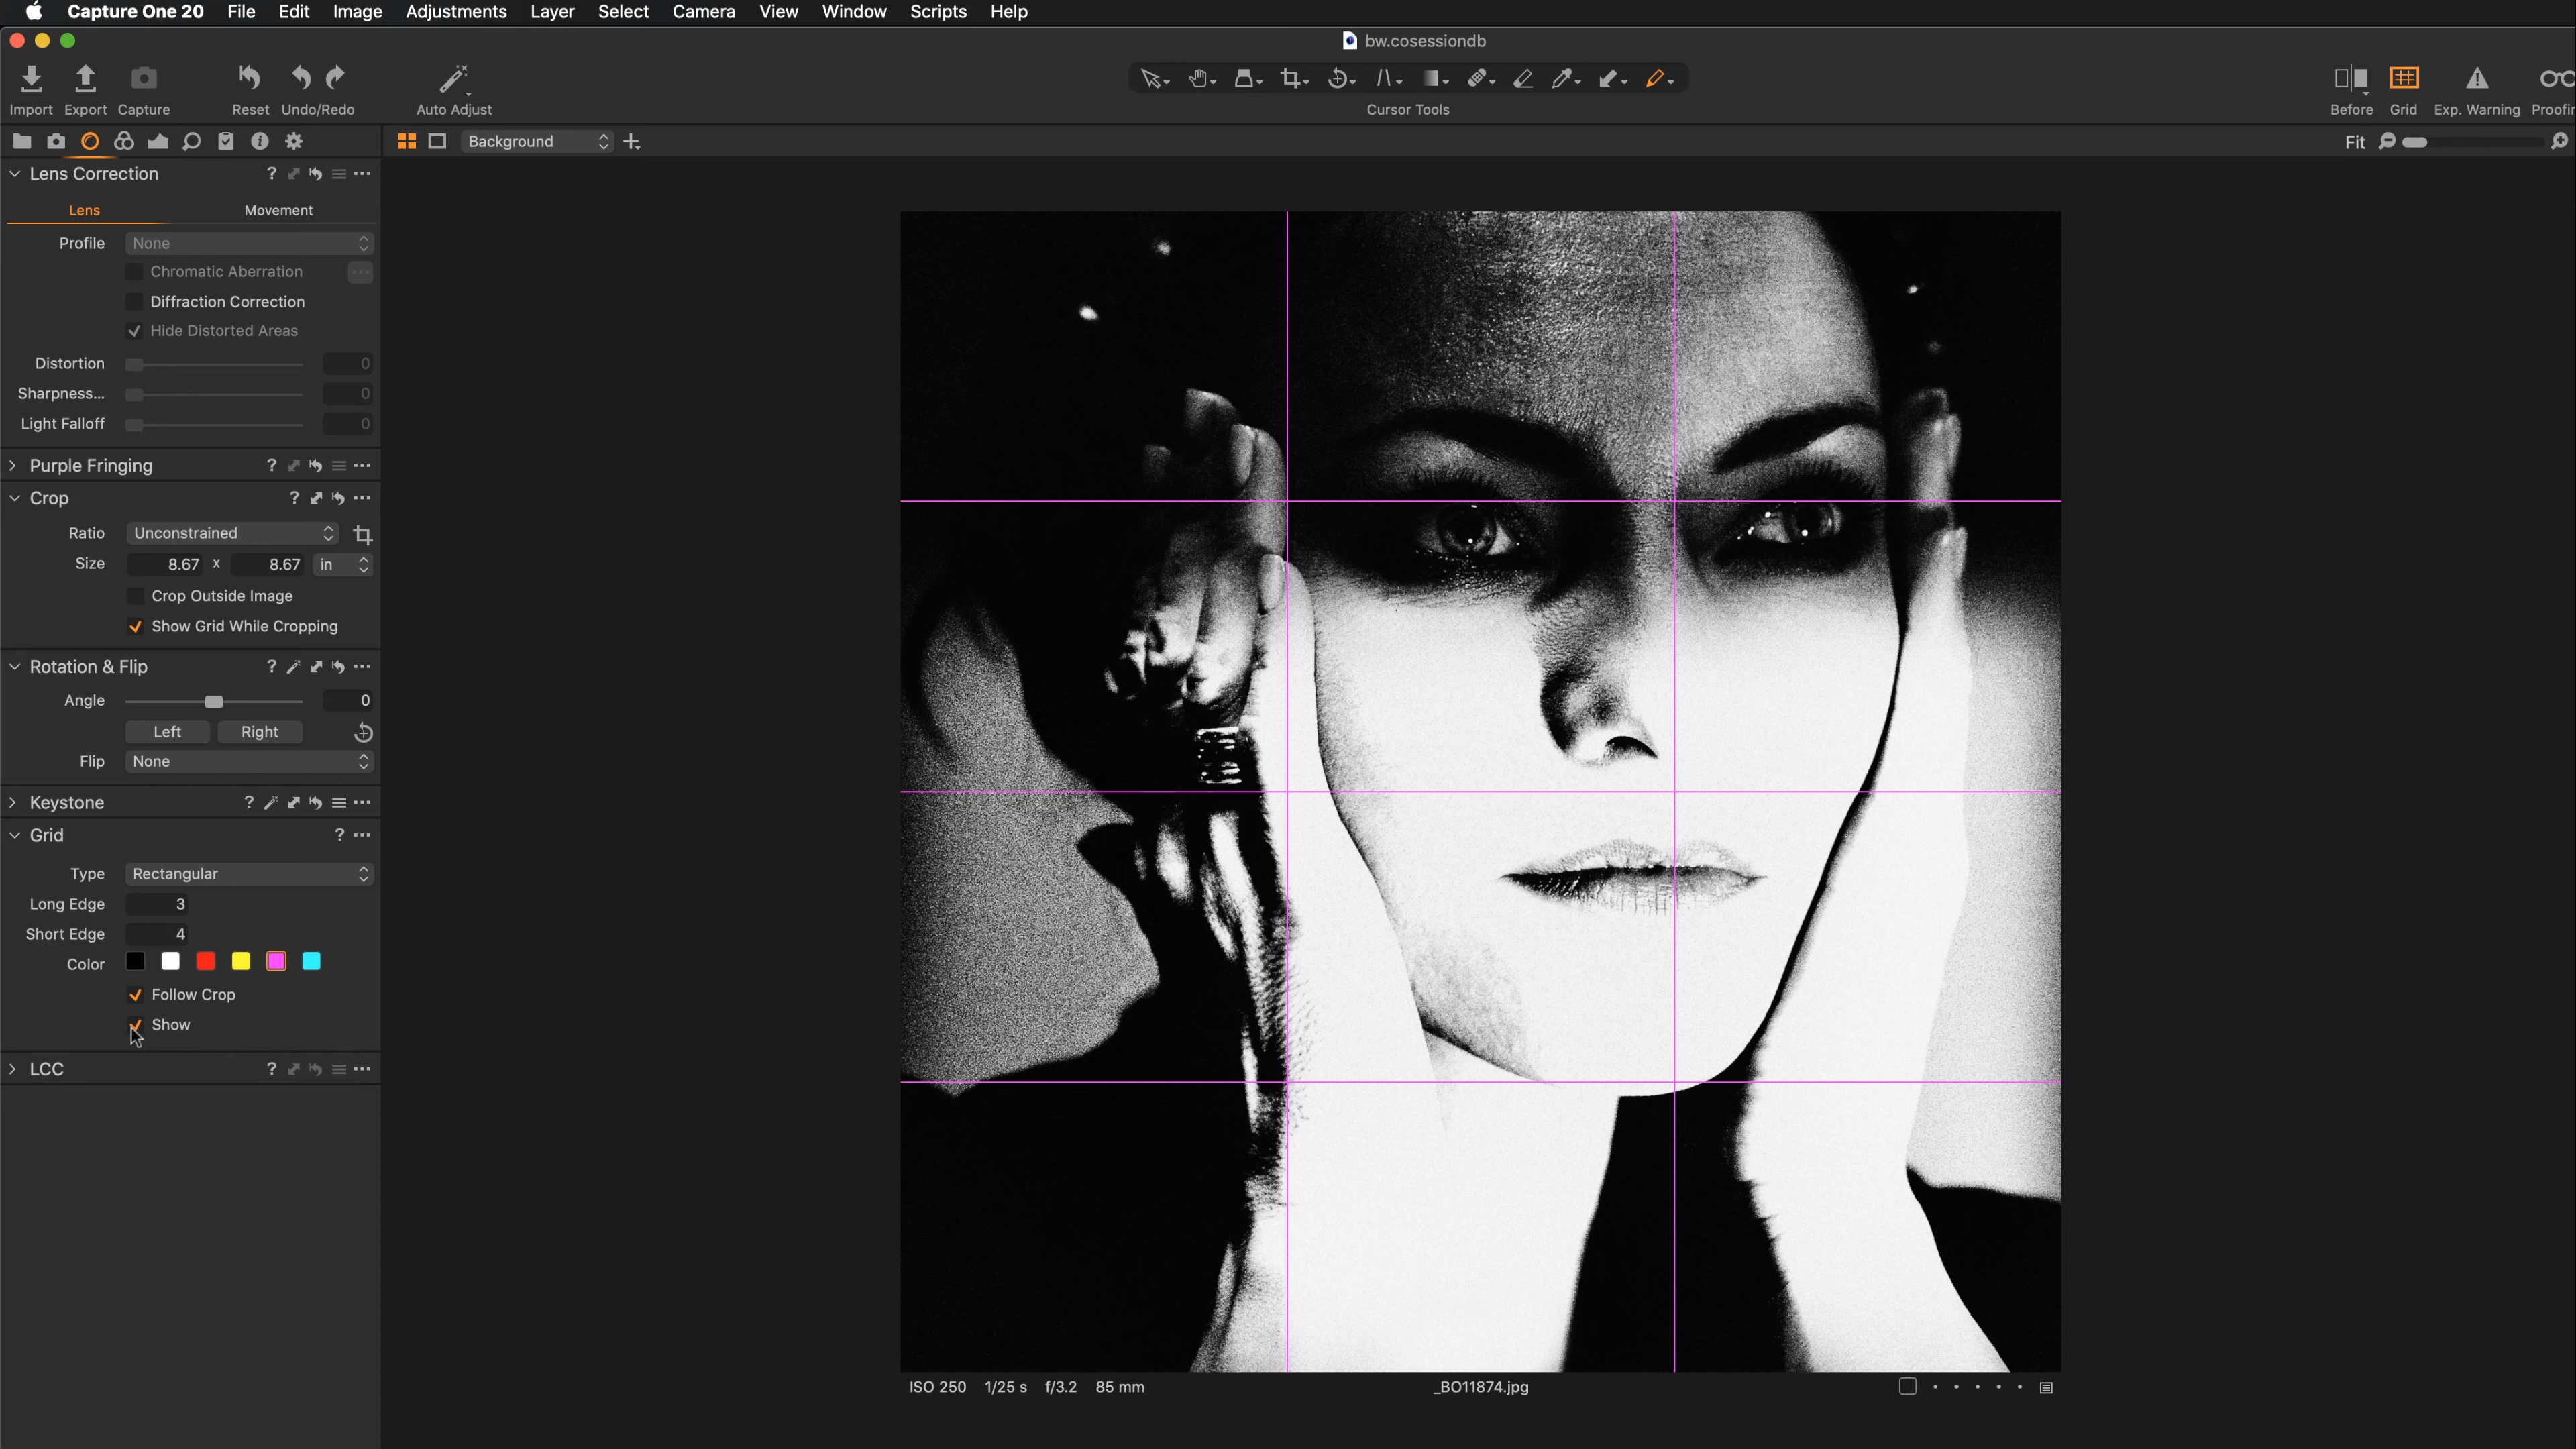 Capture One 20 File Edit Image Adjustments Layer Select Camera View Window Scripts Help
bw.cosessiondb
Import Export Capture Reset Undo/Redo Auto Adjust Cursor Tools Before Grid Exp. Warning Proofin
Background
Fit
Lens Correction ?
Lens Movement
Profile None
Chromatic Aberration
Diffraction Correction
Hide Distorted Areas
Distortion 0
Sharpness... 0
Light Falloff 0
Purple Fringing ?
Crop ?
Ratio Unconstrained
Size 8.67 x 8.67 in
Crop Outside Image
Show Grid While Cropping
Rotation & Flip ?
Angle 0
Left Right
Flip None
Keystone ?
Grid ?
Type Rectangular
Long Edge 3
Short Edge 4
Color
Follow Crop
Show
LCC ?
ISO 250 1/25 s f/3.2 85 mm _BO11874.jpg